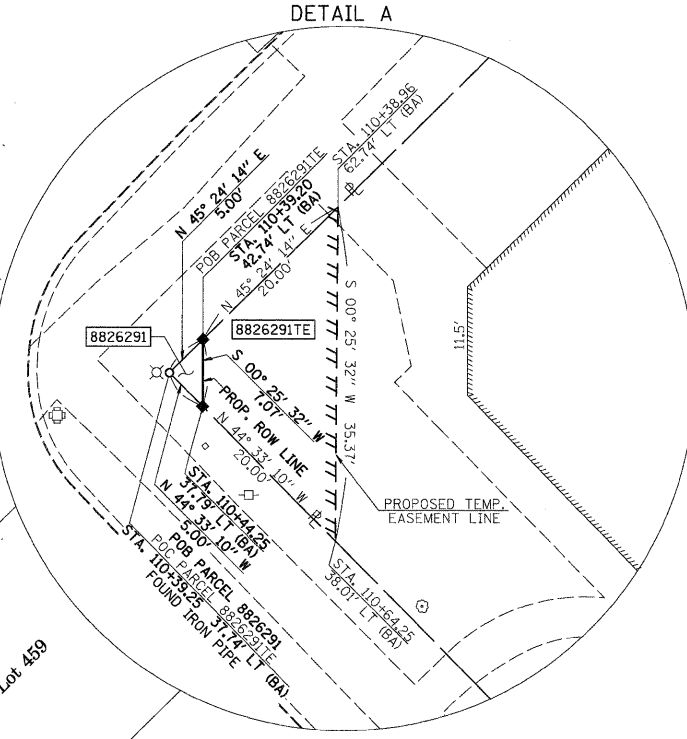 DETAIL A
STA. 110+38.96
62.74' LT (BA)
N 45° 24' 14" E
5.00'
POB PARCEL 8826291TE
STA. 110+39.20
42.74' LT (BA)
N 45° 24' 14" E
20.00'
8826291
8826291TE
S 00° 25' 32" W
7.07'
PROP. ROW LINE
N 44° 33' 10" W
20.00'
S 00° 25' 32" W 35.37'
11.5'
PROPOSED TEMP.
EASEMENT LINE
STA. 110+44.25
37.79' LT (BA)
N 44° 33' 10" W
5.00'
POB PARCEL 8826291
POC PARCEL 8826291TE
STA. 110+39.25 37.74' LT (BA)
FOUND IRON PIPE
STA. 110+64.25
38.01' LT (BA)
Lot 459